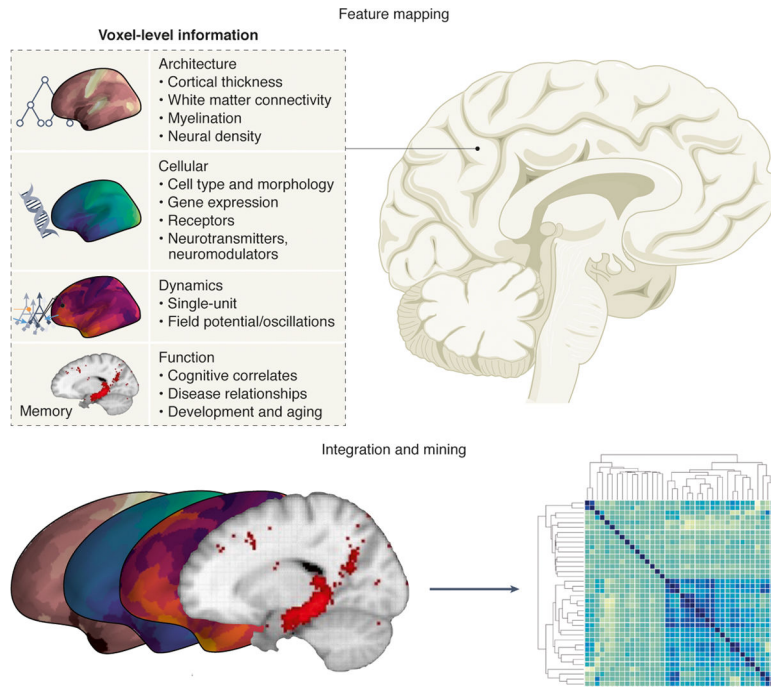 Feature mapping
Voxel-level information
Architecture
• Cortical thickness
• White matter connectivity
• Myelination
• Neural density
Cellular
• Cell type and morphology
• Gene expression
• Receptors
• Neurotransmitters,
neuromodulators
Dynamics
• Single-unit
• Field potential/oscillations
Memory
Function
• Cognitive correlates
• Disease relationships
• Development and aging
Integration and mining